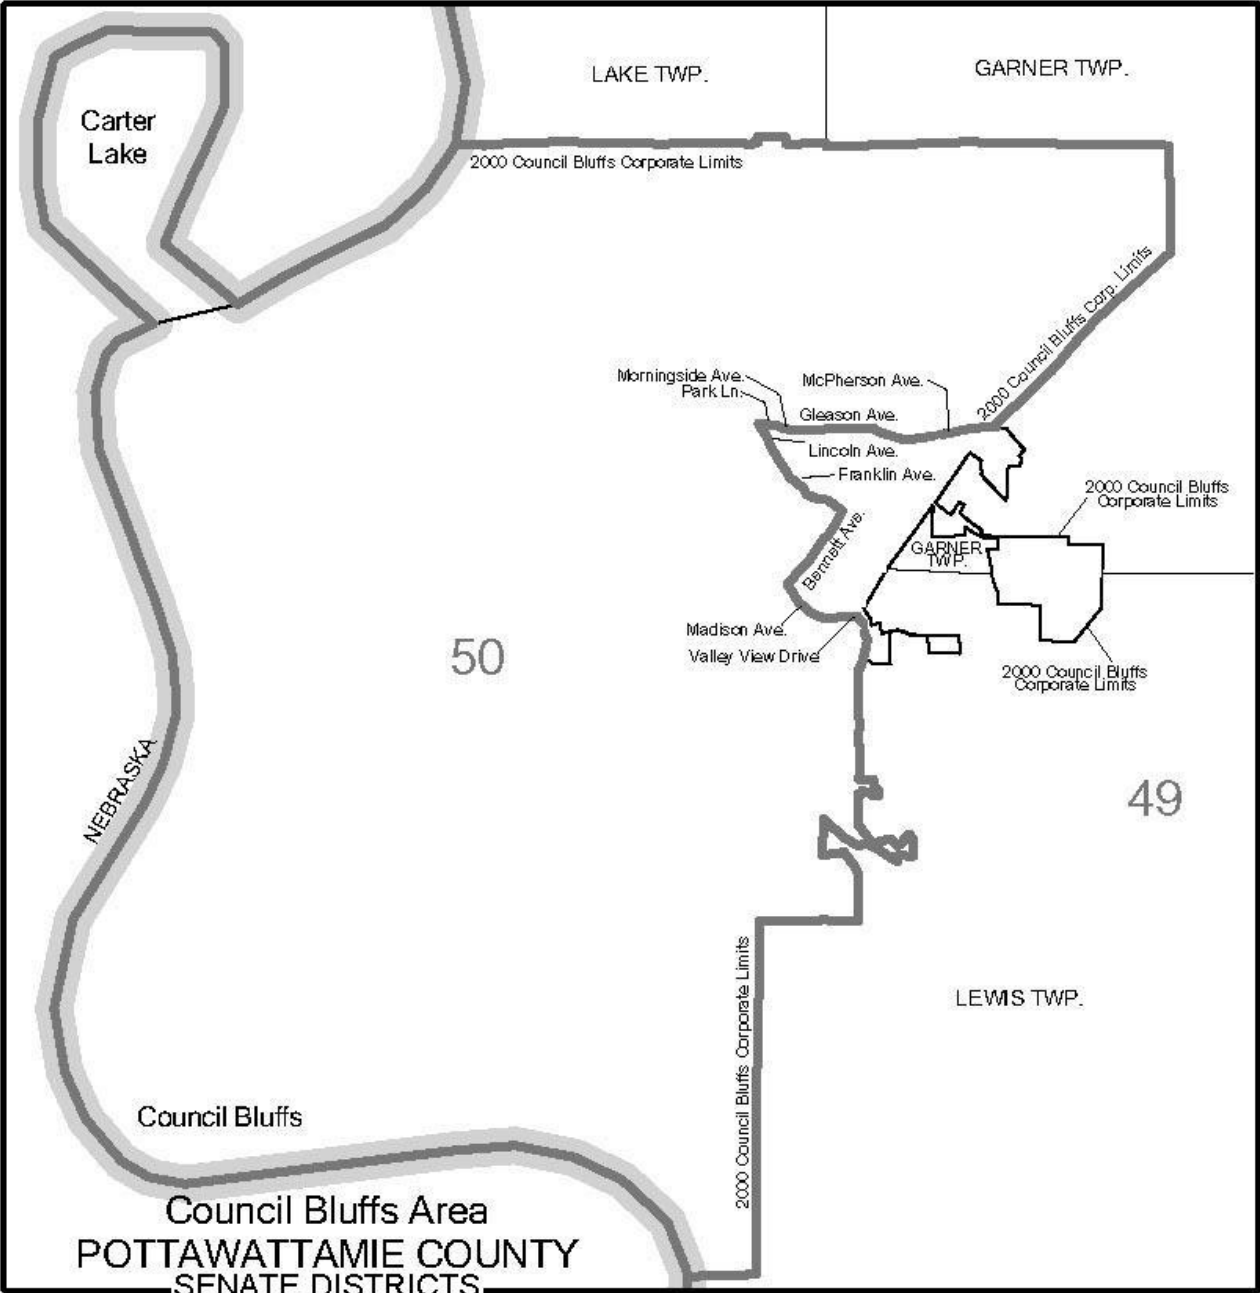 LAKE TWP.
GARNER TWP.
Carter
Lake
2000 Council Bluffs Corporate Limits
2000 Council Bluffs Corp. Limits
Morningside Ave.
Park Ln.
McPherson Ave.
Gleason Ave.
Lincoln Ave.
Franklin Ave.
2000 Council Bluffs
Corporate Limits
Bennett Ave.
GARNER
TWP.
Madison Ave.
Valley View Drive
50
2000 Council Bluffs
Corporate Limits
NEBRASKA
49
2000 Council Bluffs Corporate Limits
LEWIS TWP.
Council Bluffs
Council Bluffs Area
POTTAWATTAMIE COUNTY
SENATE DISTRICTS